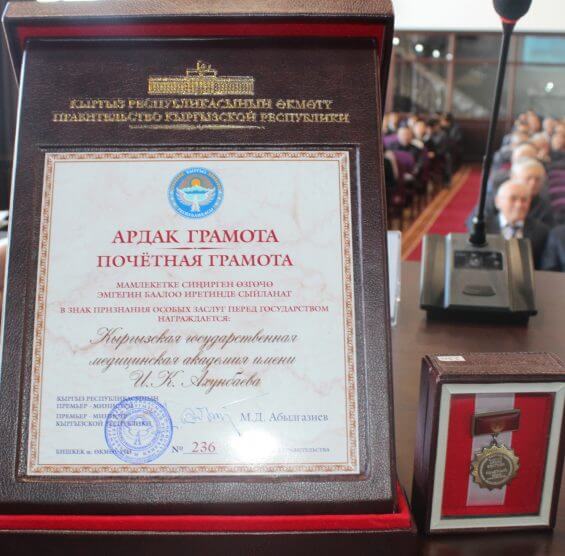 КЫРГЫЗ РЕСПУБЛИКАСЫНЫН ӨКМӨТҮ
ПРАВИТЕЛЬСТВО КЫРГЫЗСКОЙ РЕСПУБЛИКИ
АРДАК ГРАМОТА
ПОЧЁТНАЯ ГРАМОТА
МАМЛЕКЕТКЕ СИҢИРГЕН ӨЗГӨЧӨ
ЭМГЕГИН БААЛОО ИРЕТИНДЕ СЫЙЛАНАТ
В ЗНАК ПРИЗНАНИЯ ОСОБЫХ ЗАСЛУГ ПЕРЕД ГОСУДАРСТВОМ
НАГРАЖДАЕТСЯ:
Кыргызская государственная
медицинская академия имени
И.К. Ахунбаева
КЫРГЫЗ РЕСПУБЛИКАСЫНЫН
ПРЕМЬЕР - МИНИСТРИ
ПРЕМЬЕР - МИНИСТР
КЫРГЫЗСКОЙ РЕСПУБЛИКИ
М.Д. Абылгазиев
БИШКЕК ш. ӨКМӨТ
№ 236